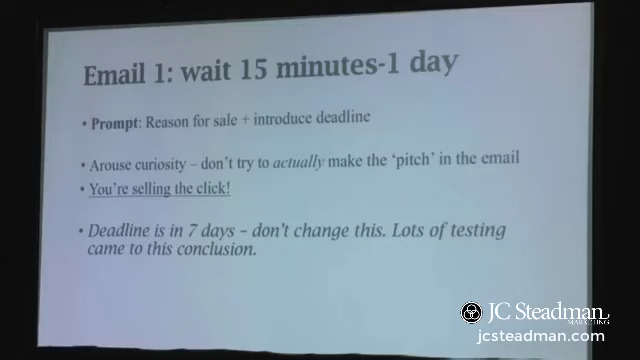 Email 1: wait 15 minutes-1 day
• Prompt: Reason for sale + introduce deadline
• Arouse curiosity – don't try to actually make the 'pitch' in the email
• You're selling the click!
• Deadline is in 7 days – don't change this. Lots of testing
came to this conclusion.
JC Steadman
MARKETING
jcsteadman.com